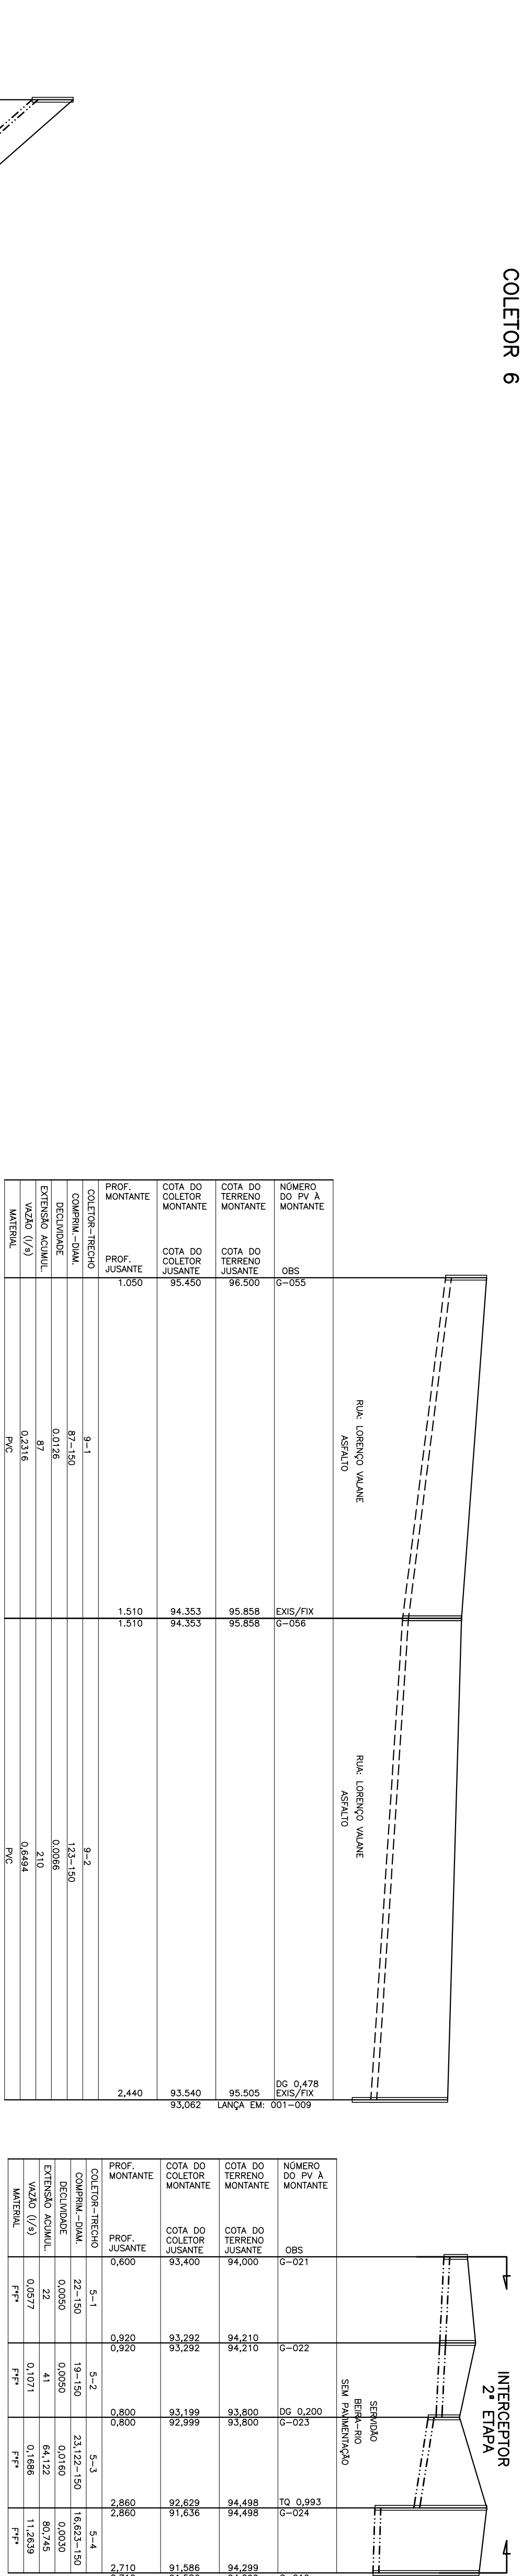 COLETOR 6
PROF. MONTANTE
COTA DO COLETOR MONTANTE
COTA DO TERRENO MONTANTE
NÚMERO DO PV À MONTANTE
PROF. JUSANTE
COTA DO COLETOR JUSANTE
COTA DO TERRENO JUSANTE
OBS
COLETOR-TRECHO
COMPRIM.-DIAM.
DECLIVIDADE
EXTENSÃO ACUMUL.
VAZÃO (l/s)
MATERIAL
1.050 95.450 96.500 G-055
RUA: LORENÇO VALANE
ASFALTO
9-1
87-150
0.0126
87
0,2316
PVC
1.510 94.353 95.858 EXIS/FIX
1.510 94.353 95.858 G-056
RUA: LORENÇO VALANE
ASFALTO
9-2
123-150
0.0066
210
0,6494
PVC
DG 0,478
2,440 93.540 95.505 EXIS/FIX
93,062 LANÇA EM: 001-009
PROF. MONTANTE
COTA DO COLETOR MONTANTE
COTA DO TERRENO MONTANTE
NÚMERO DO PV À MONTANTE
PROF. JUSANTE
COTA DO COLETOR JUSANTE
COTA DO TERRENO JUSANTE
OBS
COLETOR-TRECHO
COMPRIM.-DIAM.
DECLIVIDADE
EXTENSÃO ACUMUL.
VAZÃO (l/s)
MATERIAL
INTERCEPTOR
2ª ETAPA
SERVIDÃO
BEIRA-RIO
SEM PAVIMENTAÇÃO
0,600 93,400 94,000 G-021
5-1
22-150
0,0050
22
0,0577
FºFº
0,920 93,292 94,210
0,920 93,292 94,210 G-022
5-2
19-150
0,0050
41
0,1071
FºFº
0,800 93,199 93,800 DG 0,200
0,800 92,999 93,800 G-023
5-3
23,122-150
0,0160
64,122
0,1686
FºFº
2,860 92,629 94,498 TQ 0,993
2,860 91,636 94,498 G-024
5-4
16,623-150
0,0030
80,745
11,2639
FºFº
2,710 91,586 94,299